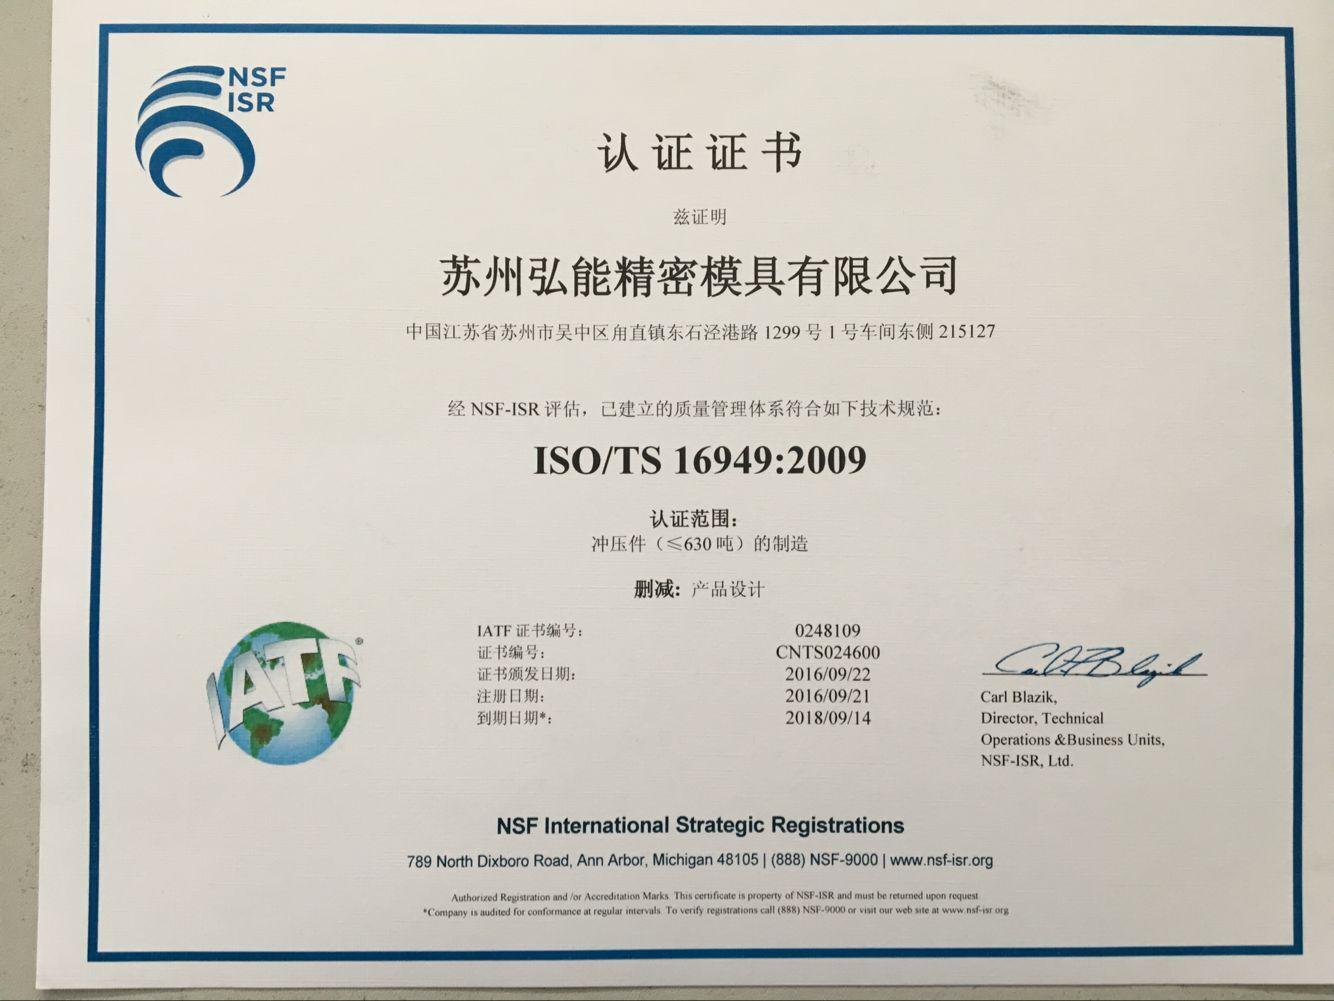 NSF
ISR
认证证书
兹证明
苏州弘能精密模具有限公司
中国江苏省苏州市吴中区甪直镇东石泾港路 1299 号 1 号车间东侧 215127
经 NSF-ISR 评估，已建立的质量管理体系符合如下技术规范：
ISO/TS 16949:2009
认证范围：
冲压件（≤630 吨）的制造
删减: 产品设计
IATF 证书编号： 0248109
证书编号： CNTS024600
证书颁发日期： 2016/09/22
注册日期： 2016/09/21
到期日期*： 2018/09/14
IATF®
Carl Blazik
Carl Blazik,
Director, Technical
Operations &Business Units,
NSF-ISR, Ltd.
NSF International Strategic Registrations
789 North Dixboro Road, Ann Arbor, Michigan 48105 | (888) NSF-9000 | www.nsf-isr.org
Authorized Registration and /or Accreditation Marks. This certificate is property of NSF-ISR and must be returned upon request.
*Company is audited for conformance at regular intervals. To verify registrations call (888) NSF-9000 or visit our web site at www.nsf-isr.org